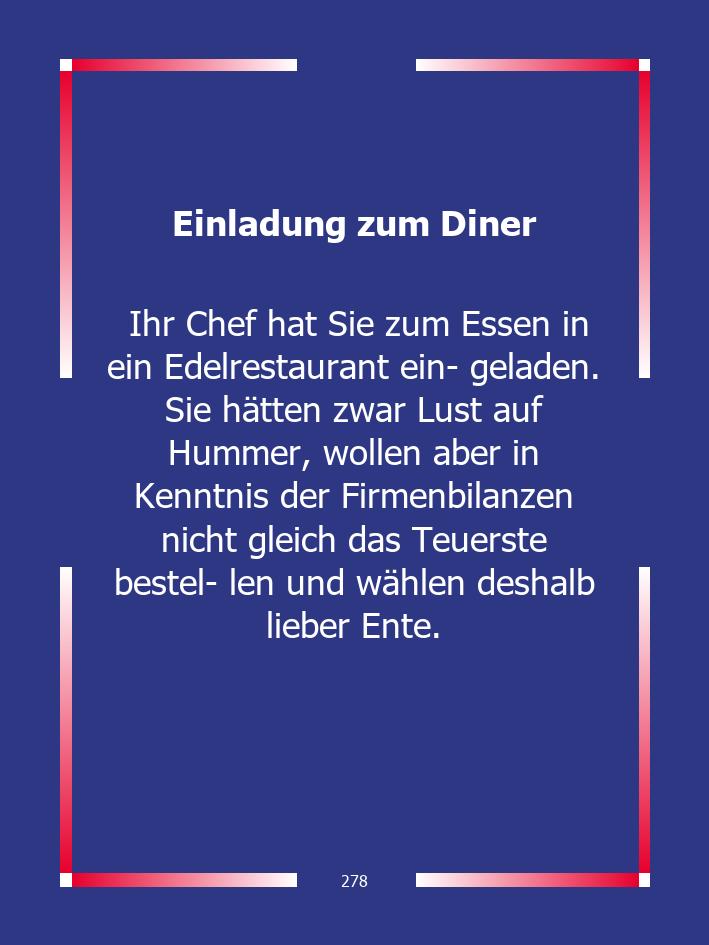 Einladung zum Diner
Ihr Chef hat Sie zum Essen in
ein Edelrestaurant ein- geladen.
Sie hätten zwar Lust auf
Hummer, wollen aber in
Kenntnis der Firmenbilanzen
nicht gleich das Teuerste
bestel- len und wählen deshalb
lieber Ente.
278